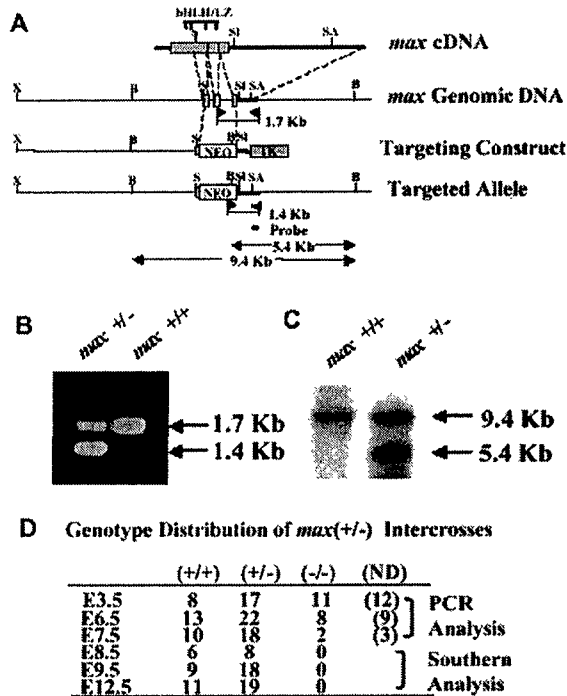 A
bHLH/LZ
S SI SA
max cDNA
X B S SI SA B
max Genomic DNA
1.7 Kb
X B S B SI
NEO TK
Targeting Construct
X B S B SI SA B
NEO
Targeted Allele
1.4 Kb
Probe
5.4 Kb
9.4 Kb
B
max +/- max +/+
1.7 Kb
1.4 Kb
C
max +/+ max +/-
9.4 Kb
5.4 Kb
D Genotype Distribution of max(+/-) Intercrosses
(+/+) (+/-) (-/-) (ND)
E3.5 8 17 11 (12)
E6.5 13 22 8 (9)
E7.5 10 18 2 (3)
PCR Analysis
E8.5 6 8 0
E9.5 9 18 0
E12.5 11 19 0
Southern Analysis